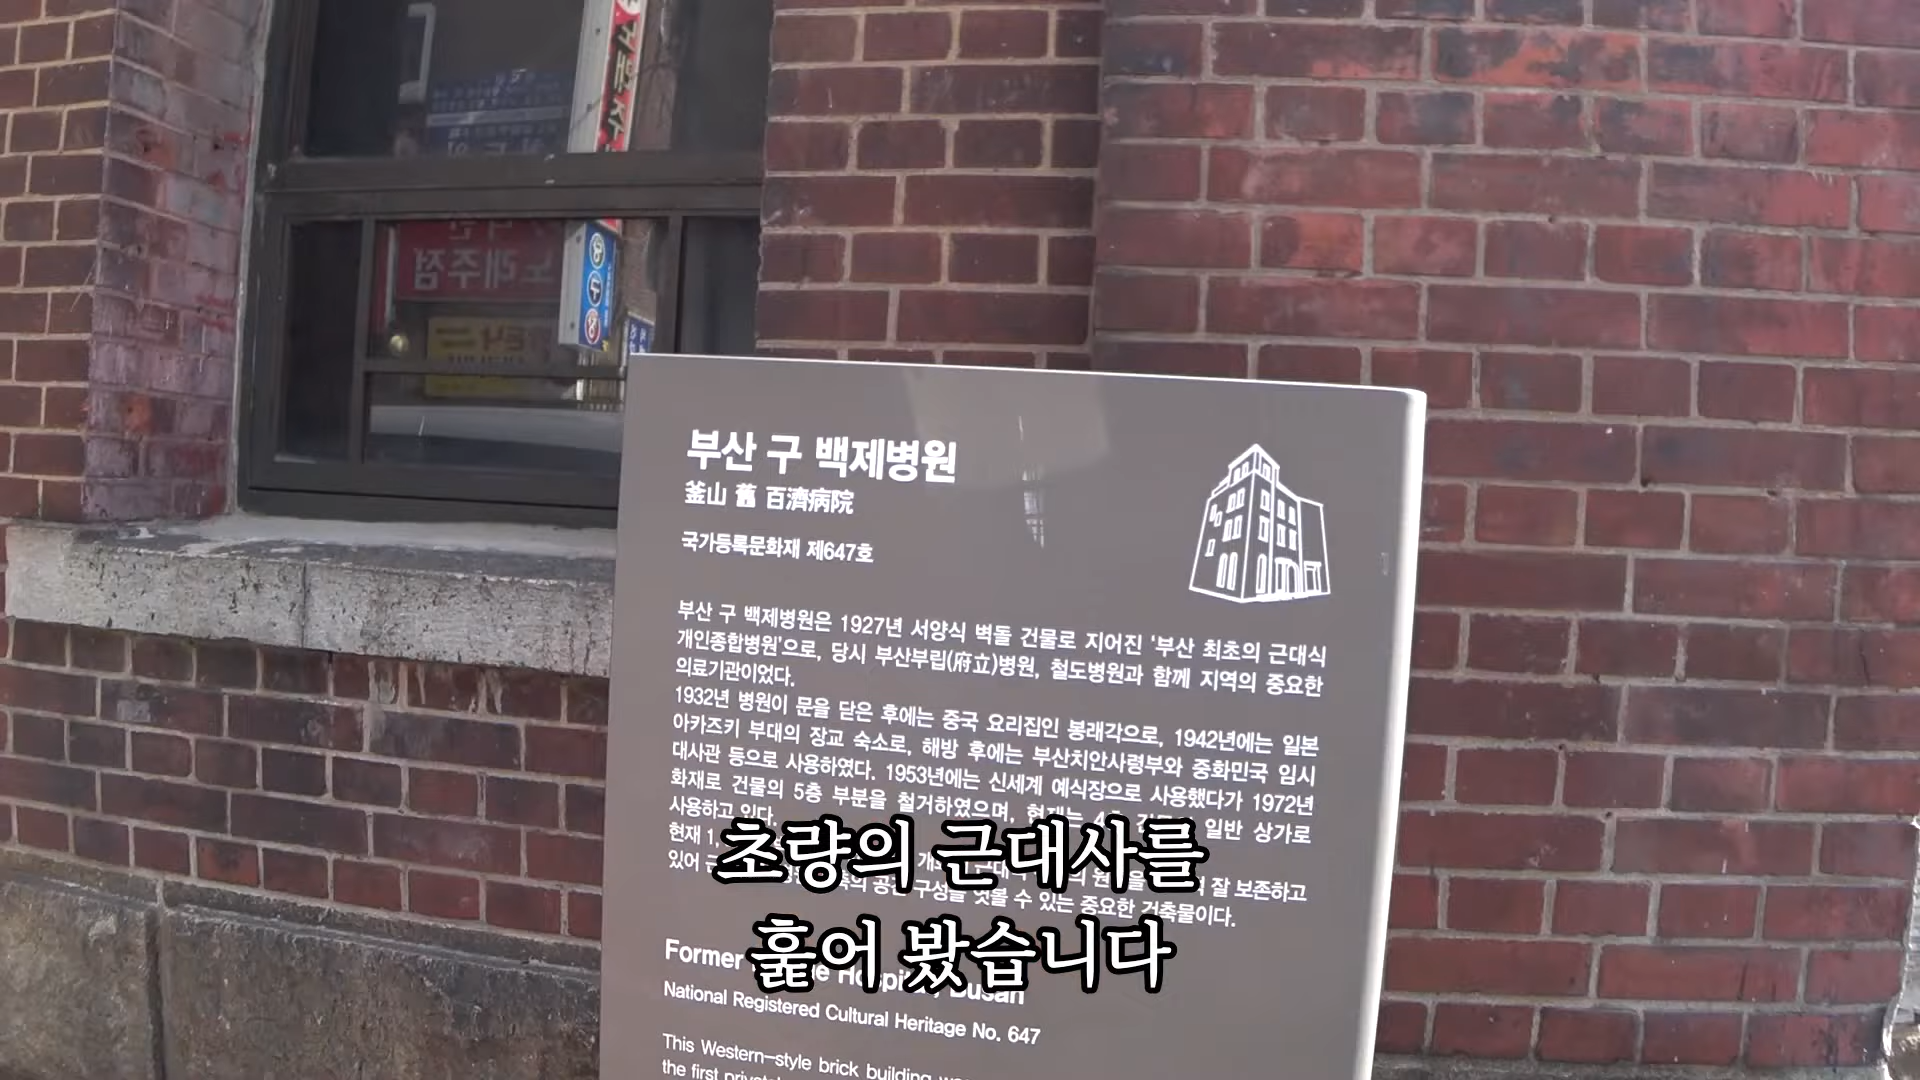 노래주점
부산 구 백제병원
釜山 舊 百濟病院
국가등록문화재 제647호
부산 구 백제병원은 1927년 서양식 벽돌 건물로 지어진 '부산 최초의 근대식
개인종합병원'으로, 당시 부산부립(府立)병원, 철도병원과 함께 지역의 중요한
의료기관이었다.
1932년 병원이 문을 닫은 후에는 중국 요리집인 봉래각으로, 1942년에는 일본
아카즈키 부대의 장교 숙소로, 해방 후에는 부산치안사령부와 중화민국 임시
대사관 등으로 사용하였다. 1953년에는 신세계 예식장으로 사용했다가 1972년
화재로 건물의 5층 부분을 철거하였으며, 현재는 일반 상가로
사용하고 있다.
현재 잘 보존하고
있어 공간 구성을 엿볼 수 있는 중요한 건축물이다.
초량의 근대사를
훑어 봤습니다
Former Hospital, Busan
National Registered Cultural Heritage No. 647
This Western-style brick building
the first